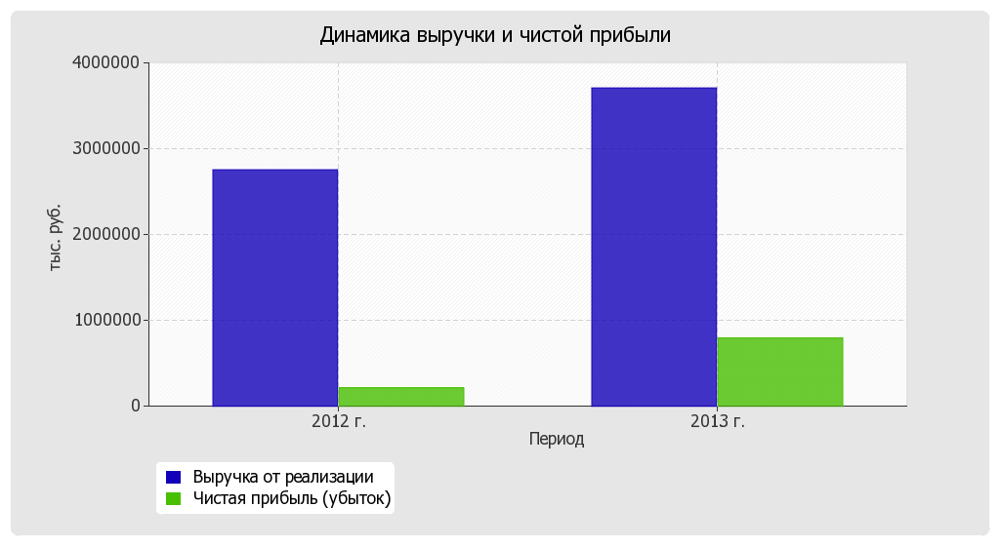 Динамика выручки и чистой прибыли
4000000
3000000
2000000
1000000
0
тыс. руб.
2012 г.
2013 г.
Период
Выручка от реализации
Чистая прибыль (убыток)